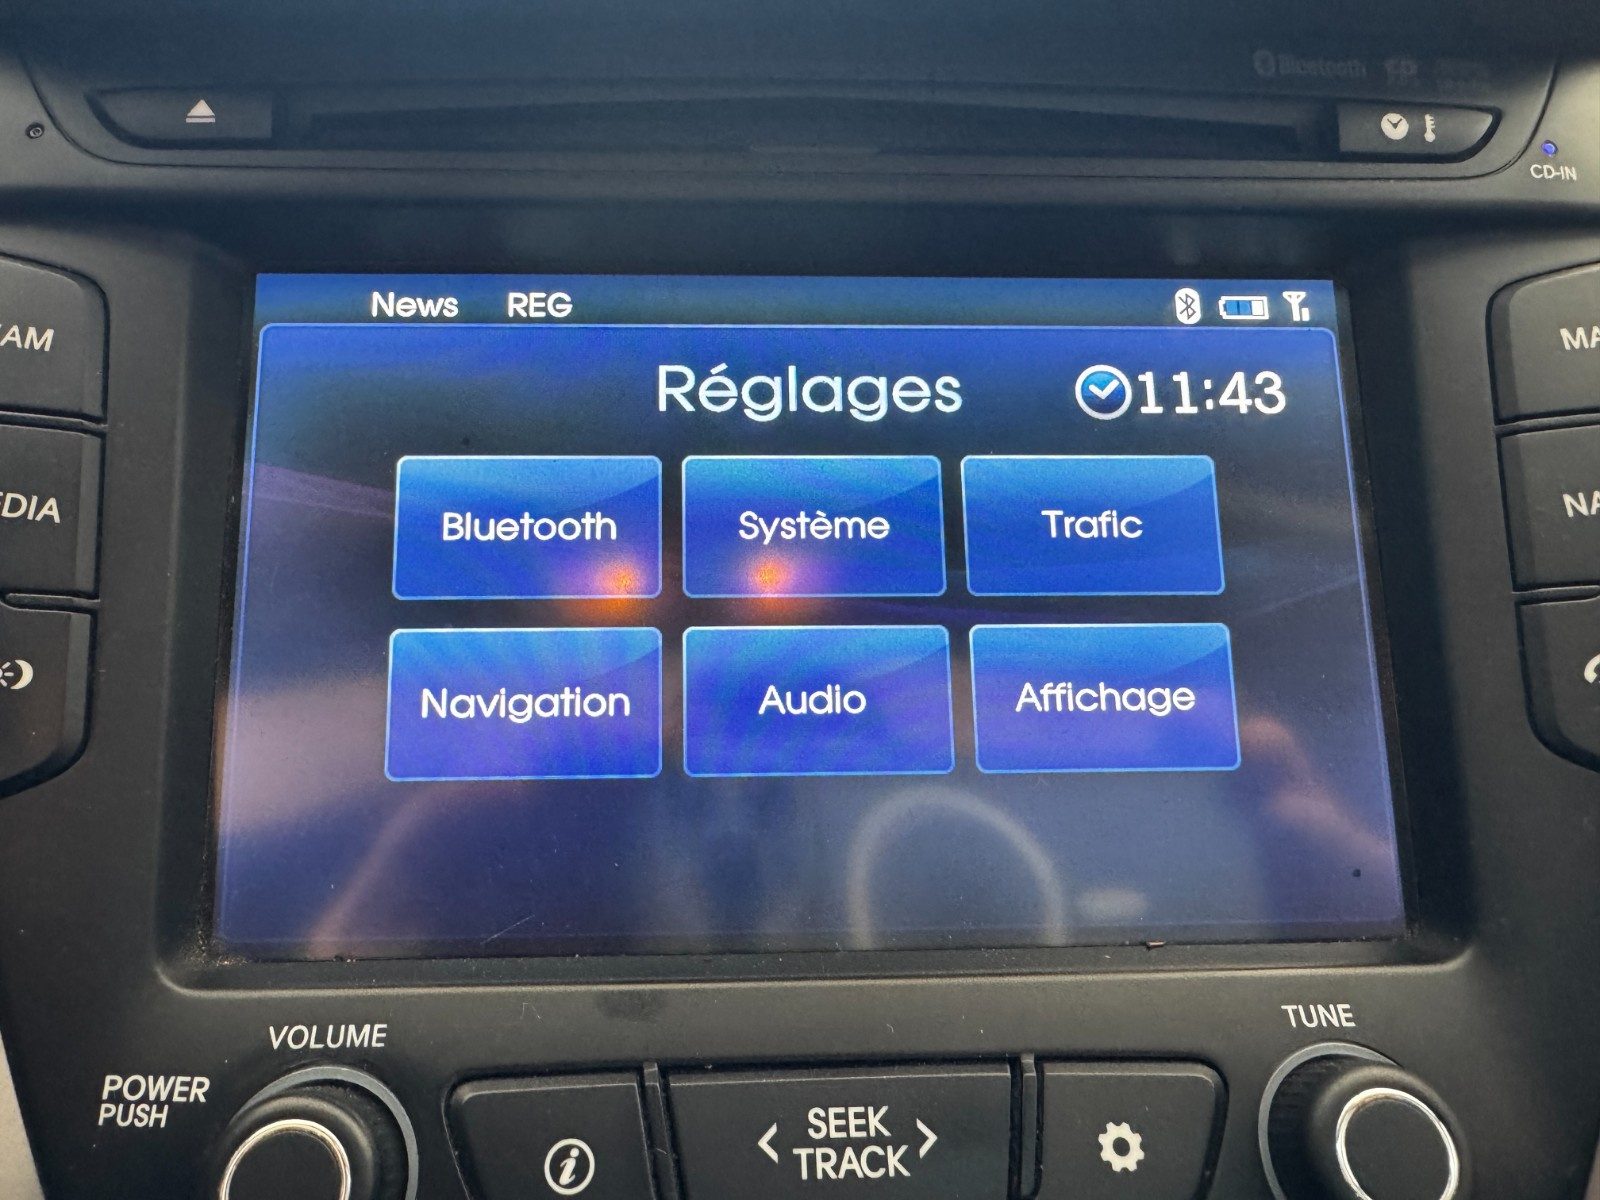 Bluetooth
CD-IN
News REG
Réglages 11:43
Bluetooth Système Trafic
Navigation Audio Affichage
VOLUME
TUNE
POWER
PUSH
SEEK
TRACK